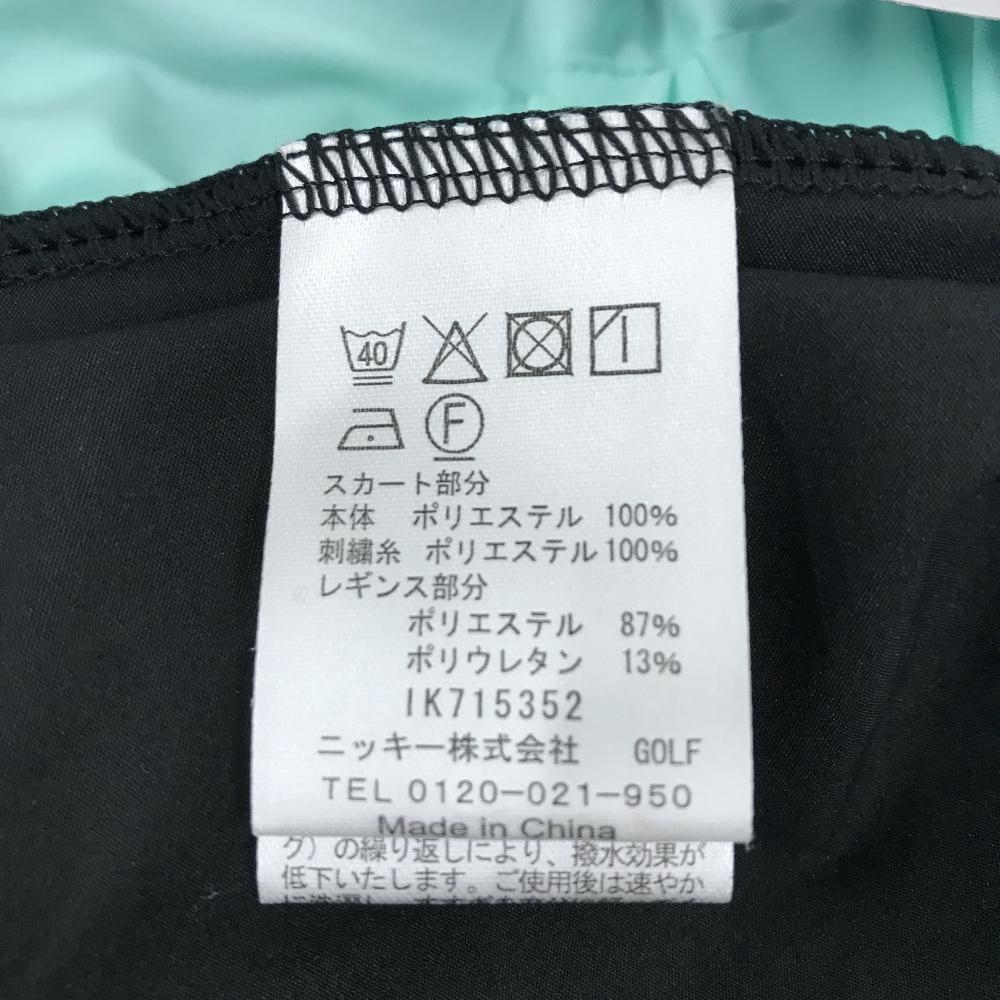 40
F
スカート部分
本体 ポリエステル 100%
刺繍糸 ポリエステル100%
レギンス部分
ポリエステル 87%
ポリウレタン 13%
IK715352
ニッキー株式会社 GOLF
TEL 0120-021-950
Made in China
グ)の繰り返しにより、撥水効果が
低下いたします。ご使用後は速やか